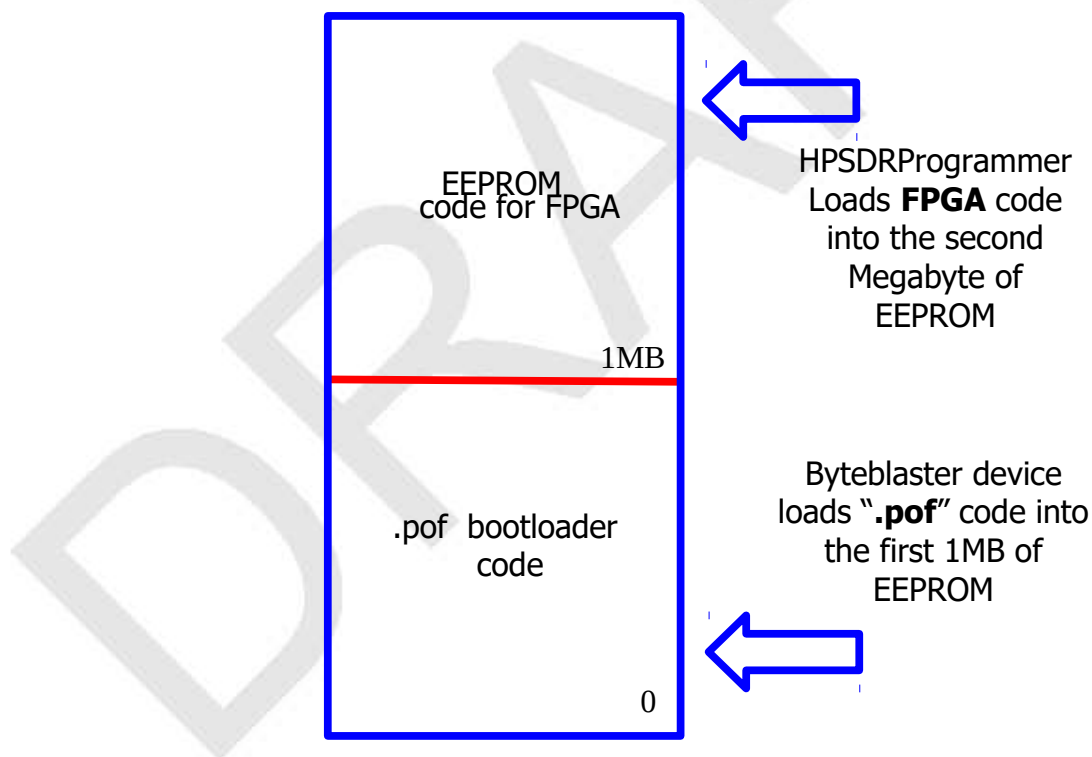 EEPROM
code for FPGA
1MB
HPSDRProgrammer
Loads FPGA code
into the second
Megabyte of
EEPROM
.pof bootloader
code
0
Byteblaster device
loads “.pof” code into
the first 1MB of
EEPROM